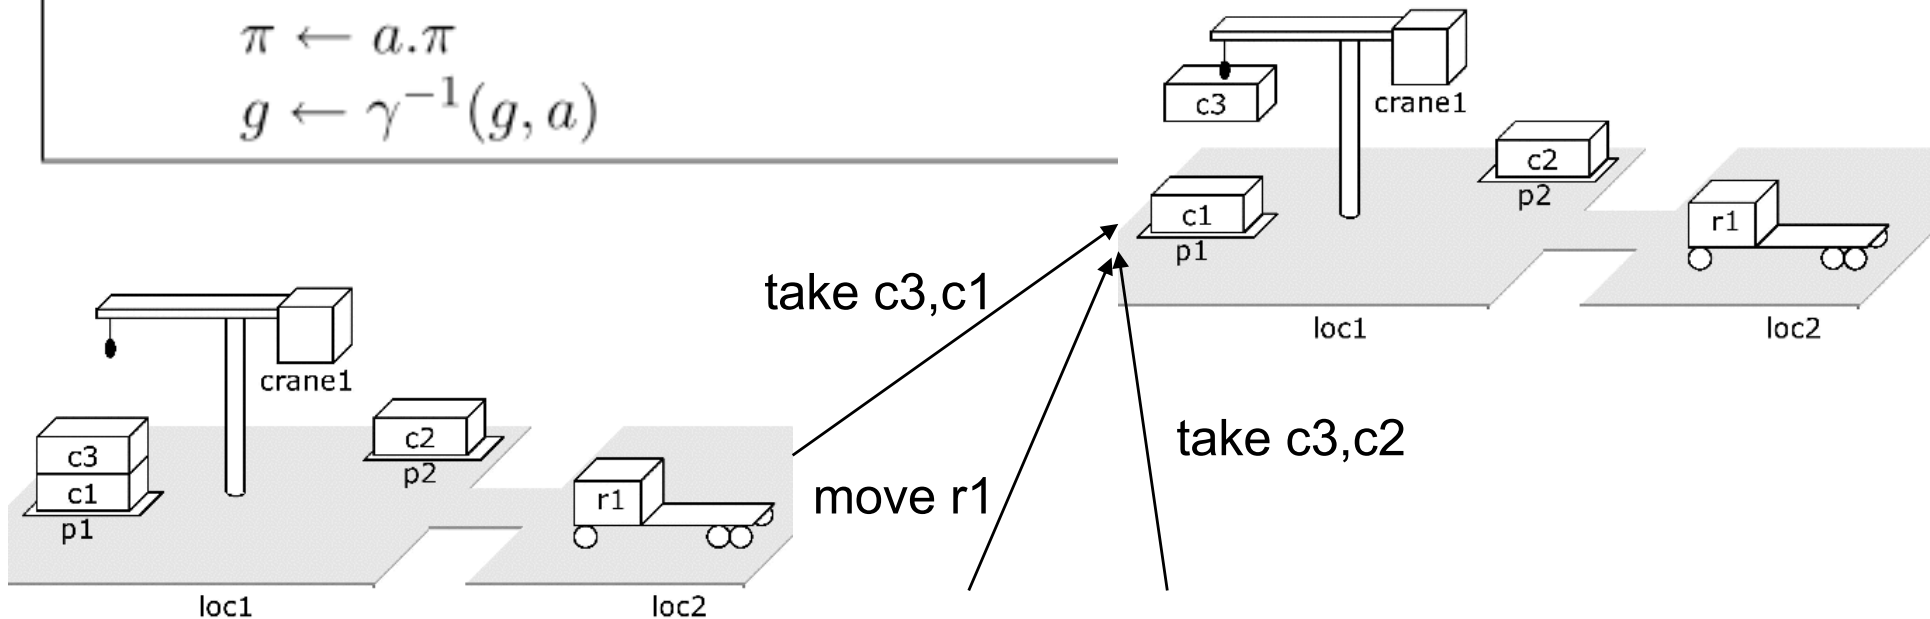 π ← a.π
g ← γ⁻¹(g, a)
c3
crane1
c1
p1
c2
p2
r1
loc1
loc2
take c3,c1
take c3,c2
move r1
crane1
c3
c1
p1
c2
p2
r1
loc1
loc2